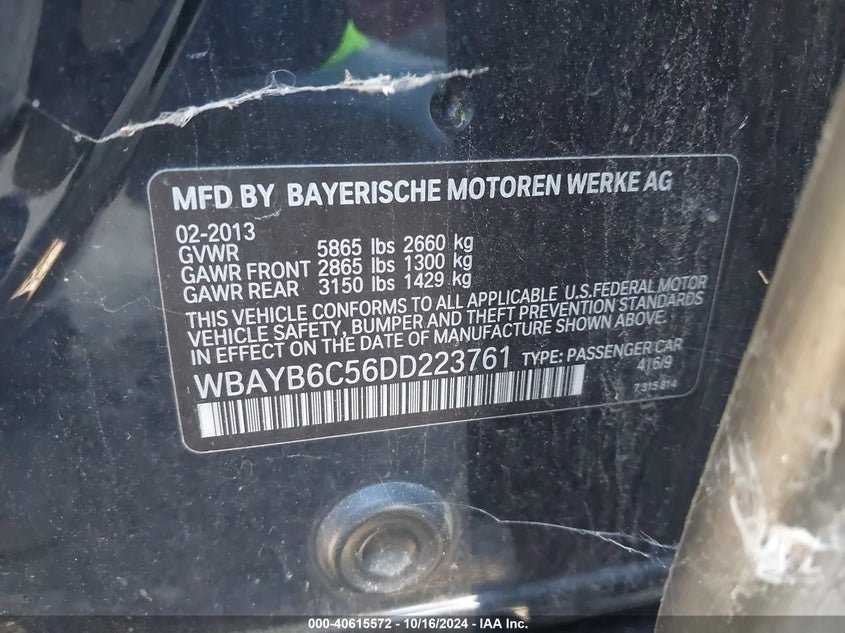 MFD BY BAYERISCHE MOTOREN WERKE AG
02-2013
GVWR 5865 lbs 2660 kg
GAWR FRONT 2865 lbs 1300 kg
GAWR REAR 3150 lbs 1429 kg
THIS VEHICLE CONFORMS TO ALL APPLICABLE U.S.FEDERAL MOTOR
VEHICLE SAFETY, BUMPER AND THEFT PREVENTION STANDARDS
IN EFFECT ON THE DATE OF MANUFACTURE SHOWN ABOVE.
WBAYB6C56DD223761 TYPE: PASSENGER CAR
416/9
7315814
000-40615572 - 10/16/2024 - IAA Inc.